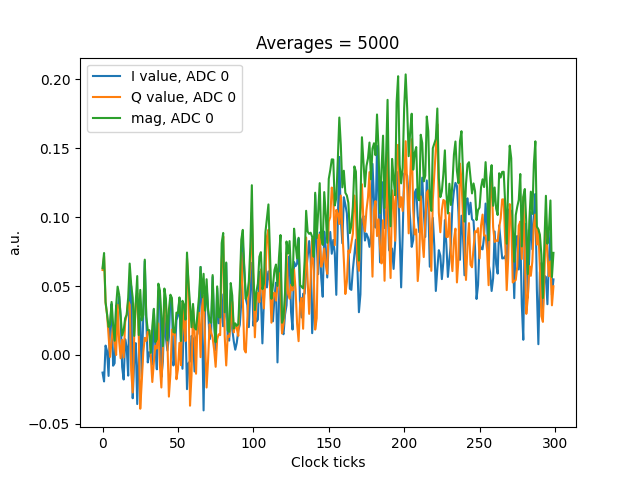 Averages = 5000
I value, ADC 0
Q value, ADC 0
mag, ADC 0
0.20
0.15
0.10
0.05
0.00
−0.05
a.u.
0 50 100 150 200 250 300
Clock ticks